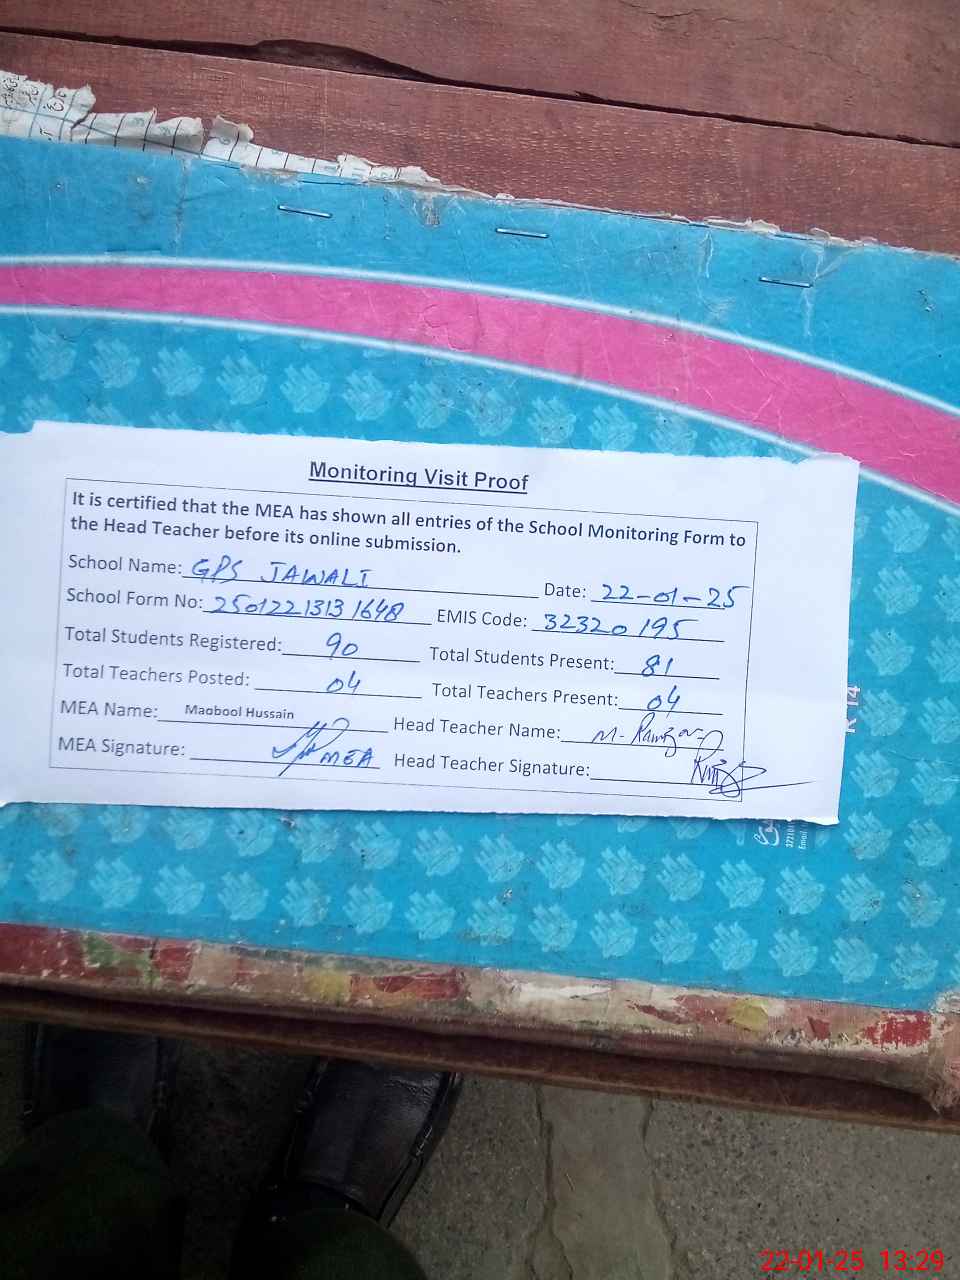 Monitoring Visit Proof
It is certified that the MEA has shown all entries of the School Monitoring Form to
the Head Teacher before its online submission.
School Name: GPS JAWALI Date: 22-01-25
School Form No: 2501221313 1648 EMIS Code: 32320195
Total Students Registered: 90 Total Students Present: 81
Total Teachers Posted: 04 Total Teachers Present: 04
MEA Name: Maqbool Hussain Head Teacher Name: M. Ramzan
MEA Signature: MEA Head Teacher Signature:
R 14
22-01-25 13:29